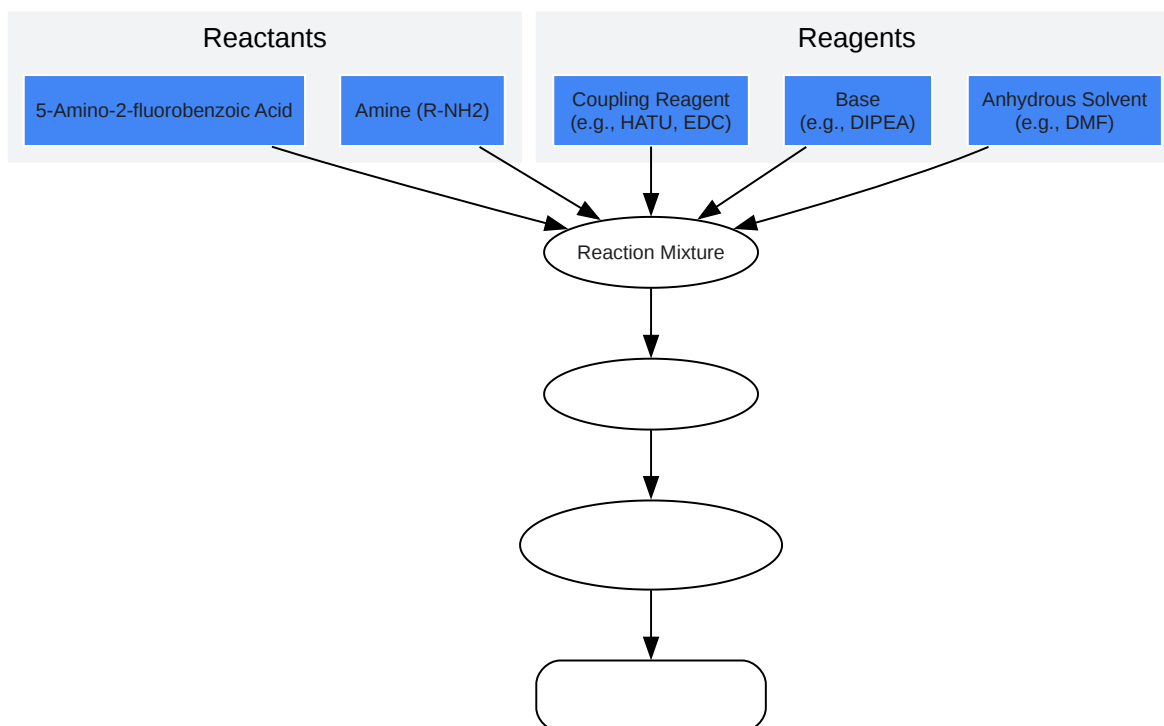 Reactants
Reagents
5-Amino-2-fluorobenzoic Acid
Amine (R-NH2)
Coupling Reagent
(e.g., HATU, EDC)
Base
(e.g., DIPEA)
Anhydrous Solvent
(e.g., DMF)
Reaction Mixture